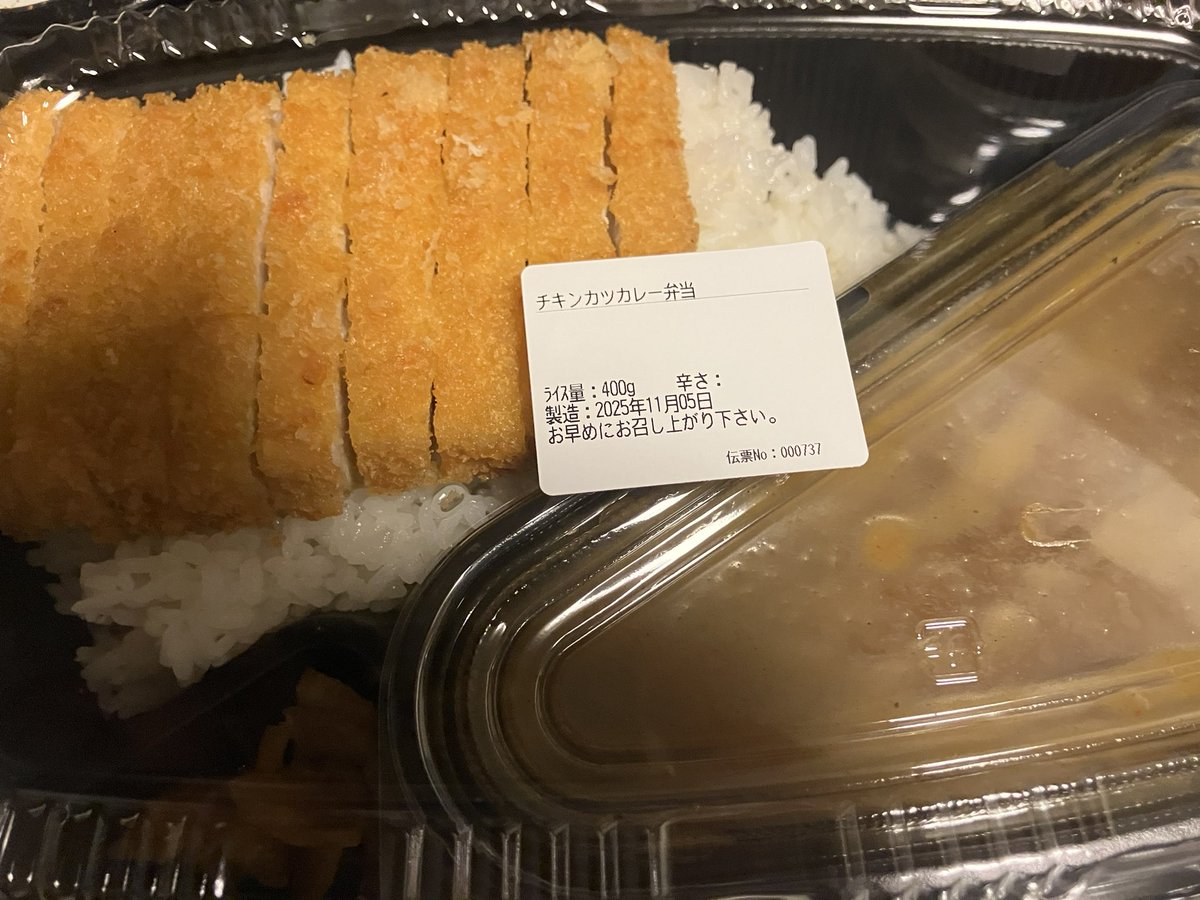 チキンカツカレー弁当
ﾗｲｽ量：400g 辛さ：
製造：2025年11月05日
お早めにお召し上がり下さい。
伝票No：000737